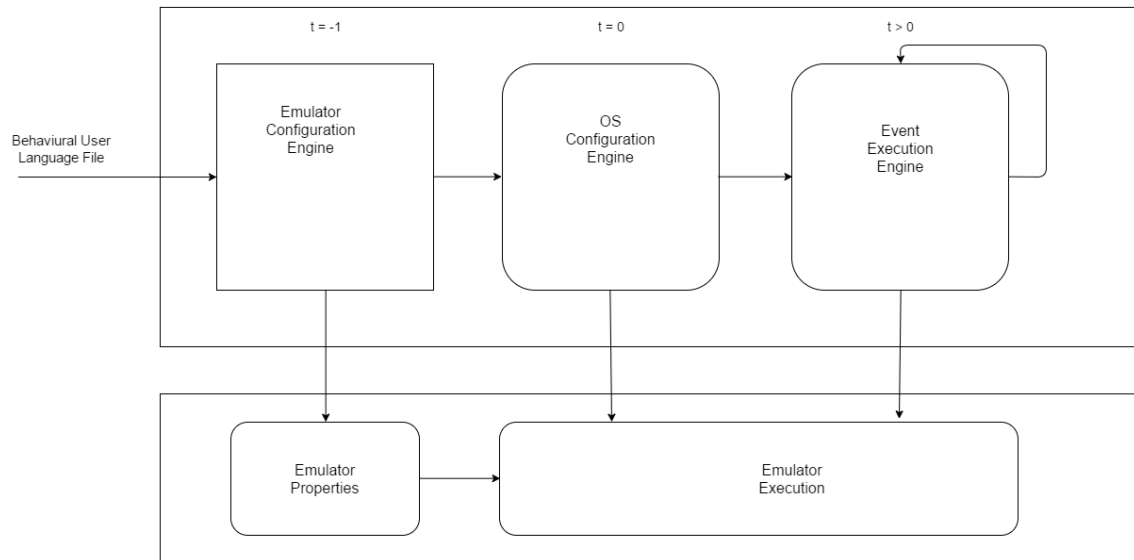 t = -1
t = 0
t > 0
Emulator
Configuration
Engine
OS
Configuration
Engine
Event
Execution
Engine
Behaviural User
Language File
Emulator
Properties
Emulator
Execution